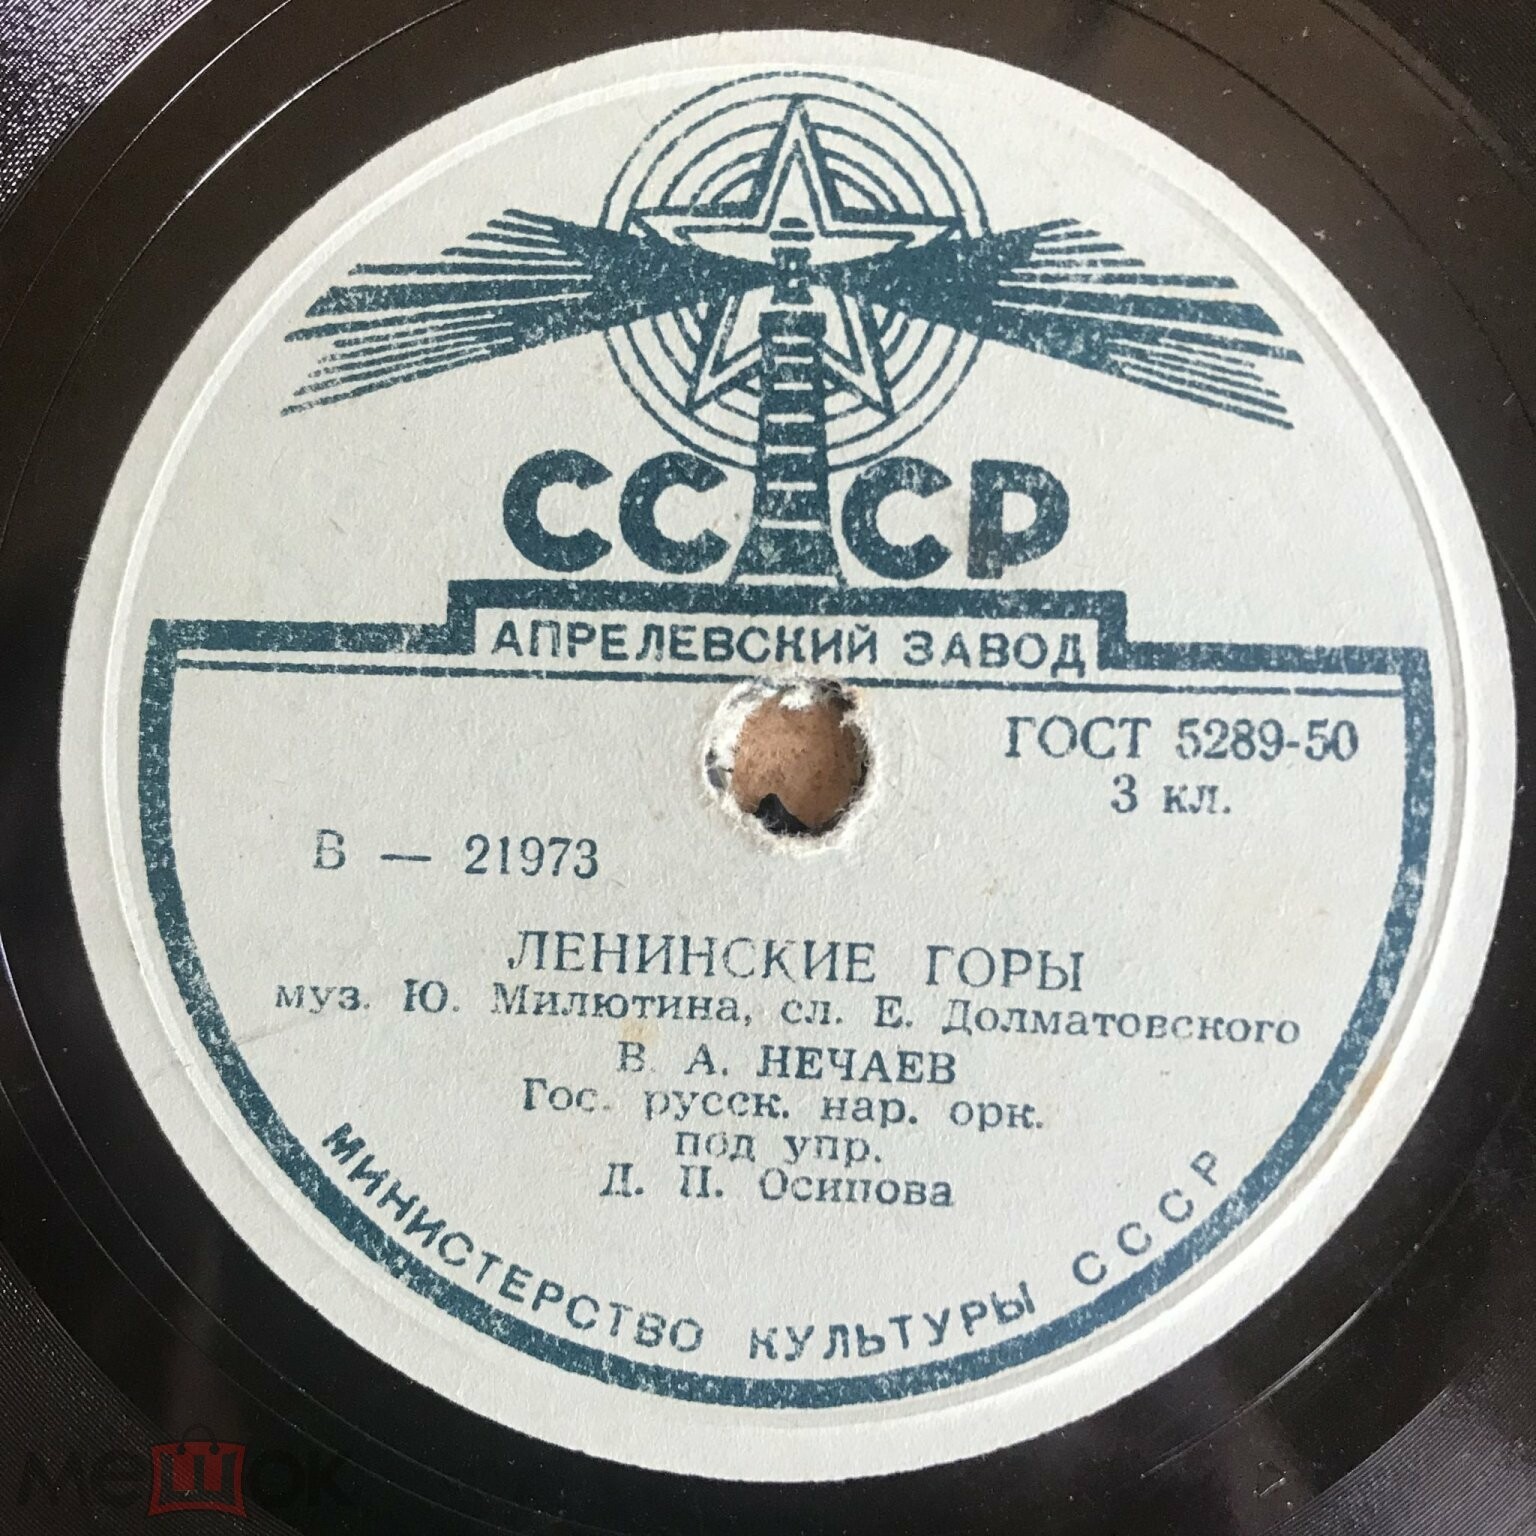 СССР
АПРЕЛЕВСКИЙ ЗАВОД
ГОСТ 5289-50
3 кл.
В — 21973
ЛЕНИНСКИЕ ГОРЫ
муз. Ю. Милютина, сл. Е. Долматовского
В. А. НЕЧАЕВ
Гос. русск. нар. орк.
под упр.
Д. П. Осипова
МИНИСТЕРСТВО КУЛЬТУРЫ СССР
мешок